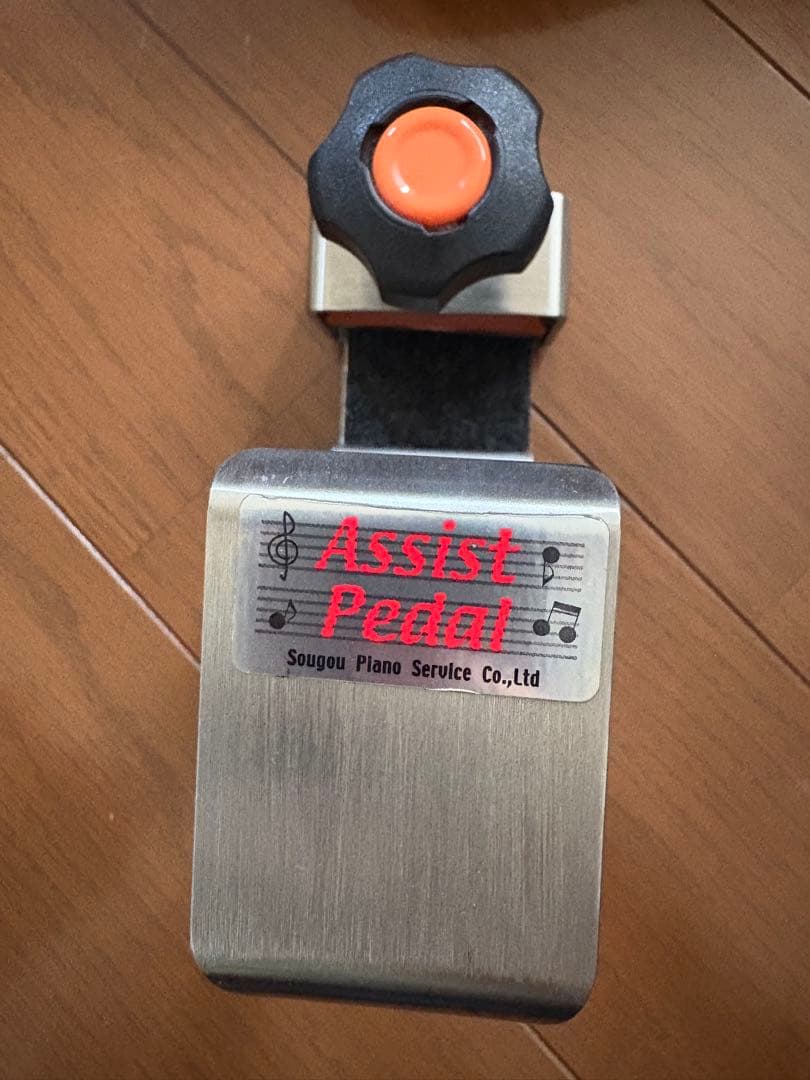 Assist
Pedal
Sougou Piano Service Co.,Ltd